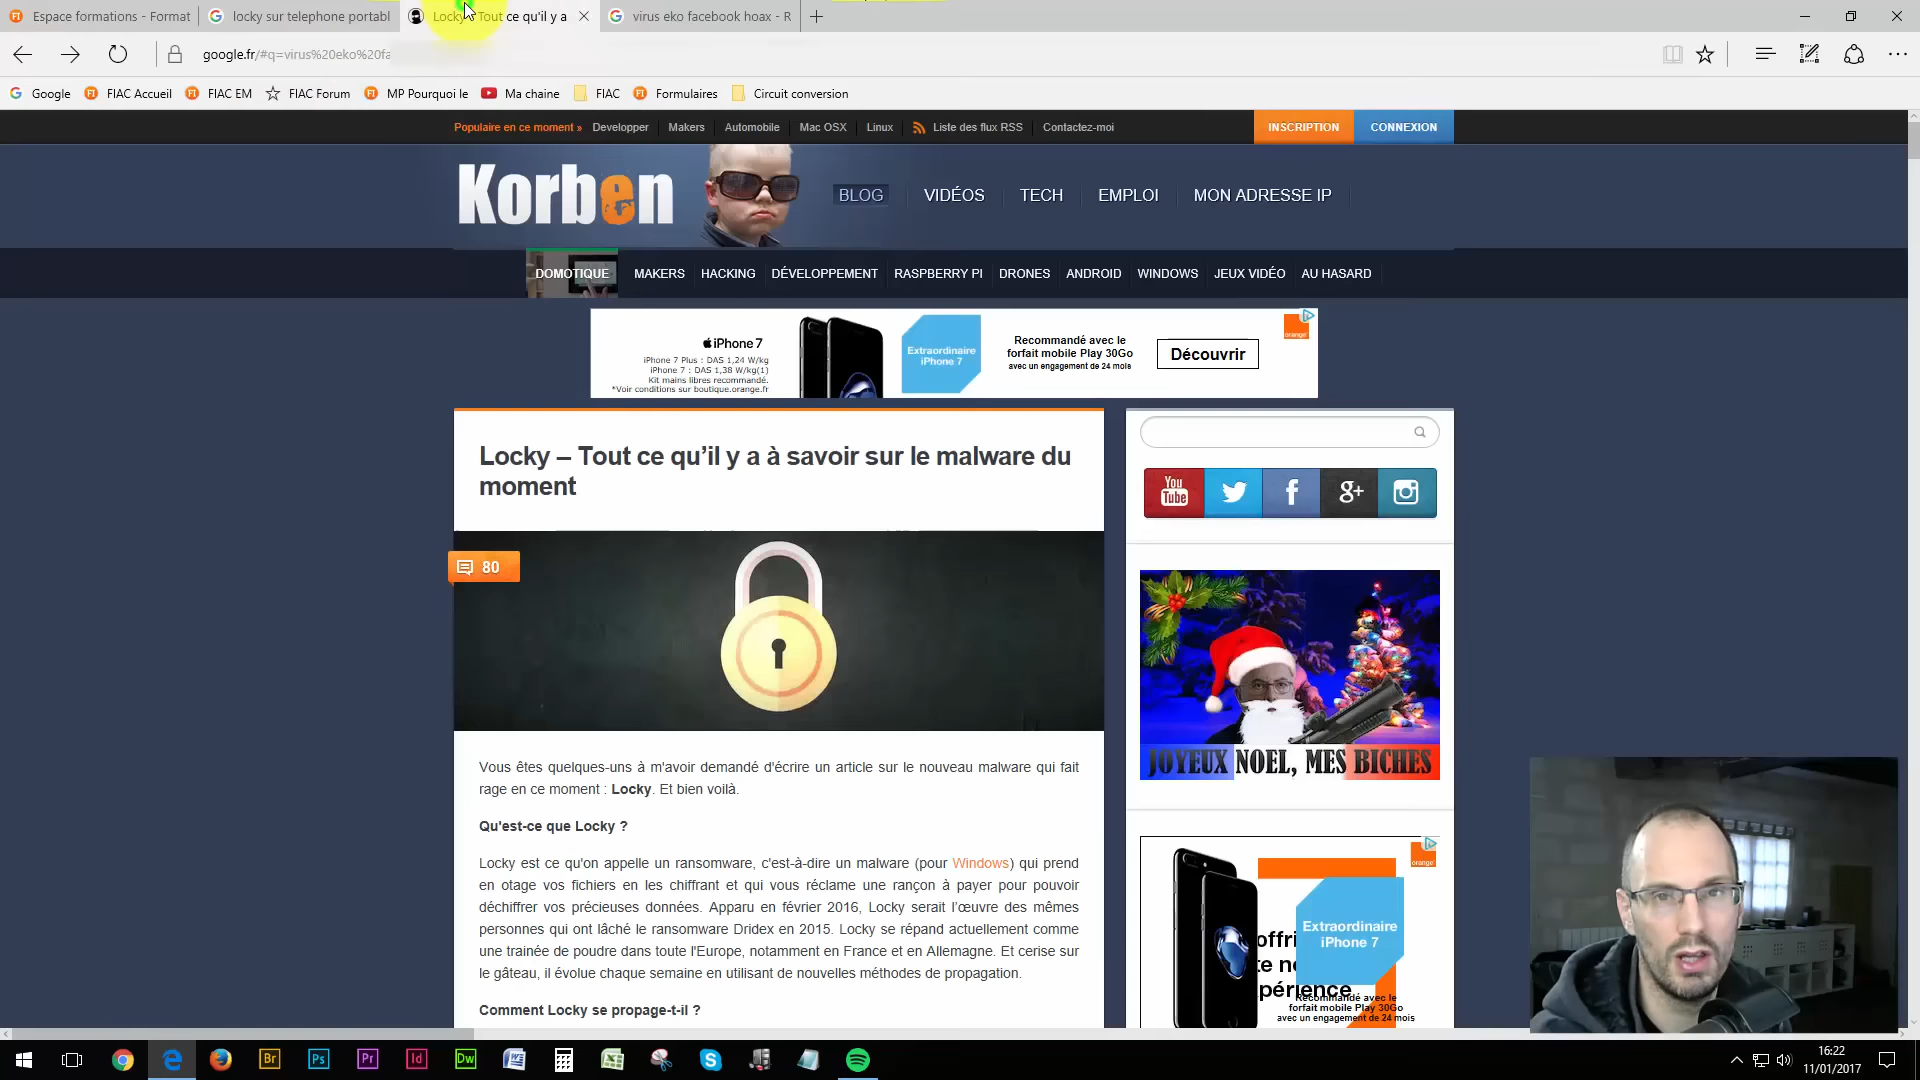 Espace formations - Format
locky sur telephone portabl
Locky – Tout ce qu'il y a
virus eko facebook hoax - R
google.fr/#q=virus%20eko%20fa
Google
FIAC Accueil
FIAC EM
FIAC Forum
MP Pourquoi le
Ma chaine
FIAC
Formulaires
Circuit conversion
Populaire en ce moment »
Developper
Makers
Automobile
Mac OSX
Linux
Liste des flux RSS
Contactez-moi
INSCRIPTION
CONNEXION
Korben
BLOG
VIDÉOS
TECH
EMPLOI
MON ADRESSE IP
DOMOTIQUE
MAKERS
HACKING
DÉVELOPPEMENT
RASPBERRY PI
DRONES
ANDROID
WINDOWS
JEUX VIDÉO
AU HASARD
iPhone 7
iPhone 7 Plus : DAS 1,24 W/kg
iPhone 7 : DAS 1,38 W/kg(1)
Kit mains libres recommandé.
*Voir conditions sur boutique.orange.fr
Extraordinaire
iPhone 7
Recommandé avec le
forfait mobile Play 30Go
avec un engagement de 24 mois
Découvrir
orange
Locky – Tout ce qu’il y a à savoir sur le malware du
moment
80
Vous êtes quelques-uns à m'avoir demandé d'écrire un article sur le nouveau malware qui fait
rage en ce moment : Locky. Et bien voilà.
Qu'est-ce que Locky ?
Locky est ce qu'on appelle un ransomware, c'est-à-dire un malware (pour Windows) qui prend
en otage vos fichiers en les chiffrant et qui vous réclame une rançon à payer pour pouvoir
déchiffrer vos précieuses données. Apparu en février 2016, Locky serait l’œuvre des mêmes
personnes qui ont lâché le ransomware Dridex en 2015. Locky se répand actuellement comme
une trainée de poudre dans toute l'Europe, notamment en France et en Allemagne. Et cerise sur
le gâteau, il évolue chaque semaine en utilisant de nouvelles méthodes de propagation.
Comment Locky se propage-t-il ?
You
Tube
g+
JOYEUX NOEL, MES BICHES
orange
Extraordinaire
iPhone 7
offri
te no
périence
Recommandé avec le
forfait mobile Play 30Go
avec un engagement de 24 mois
Br
Ps
Pr
Id
Dw
16:22
11/01/2017